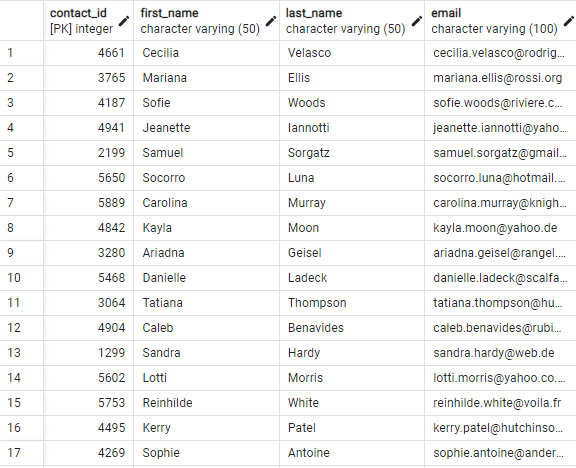 contact_id first_name last_name email
[PK] integer character varying (50) character varying (50) character varying (100)
1 4661 Cecilia Velasco cecilia.velasco@rodrig...
2 3765 Mariana Ellis mariana.ellis@rossi.org
3 4187 Sofie Woods sofie.woods@riviere.c...
4 4941 Jeanette Iannotti jeanette.iannotti@yaho...
5 2199 Samuel Sorgatz samuel.sorgatz@gmail...
6 5650 Socorro Luna socorro.luna@hotmail....
7 5889 Carolina Murray carolina.murray@knigh...
8 4842 Kayla Moon kayla.moon@yahoo.de
9 3280 Ariadna Geisel ariadna.geisel@rangel....
10 5468 Danielle Ladeck danielle.ladeck@scalfa...
11 3064 Tatiana Thompson tatiana.thompson@hu...
12 4904 Caleb Benavides caleb.benavides@rubi...
13 1299 Sandra Hardy sandra.hardy@web.de
14 5602 Lotti Morris lotti.morris@yahoo.co....
15 5753 Reinhilde White reinhilde.white@voila.fr
16 4495 Kerry Patel kerry.patel@hutchinso...
17 4269 Sophie Antoine sophie.antoine@ander...